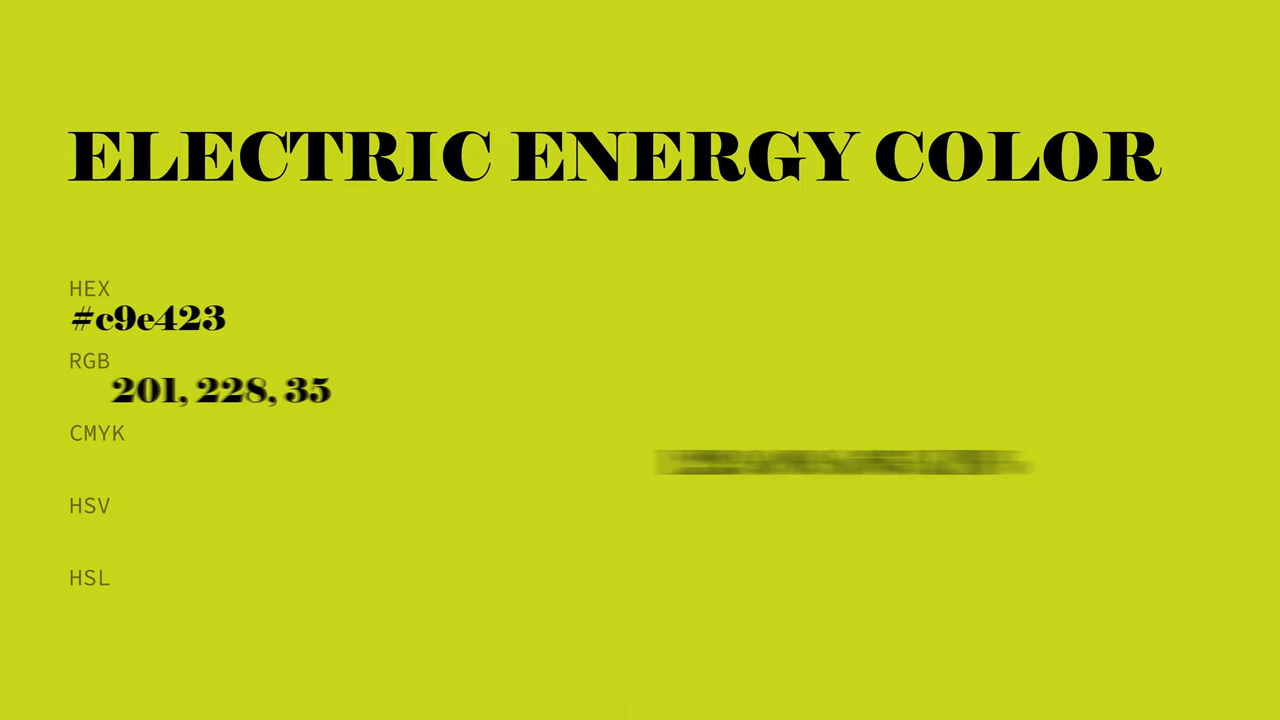 ELECTRIC ENERGY COLOR
HEX
#c9e423
RGB
201, 228, 35
CMYK
HSV
HSL